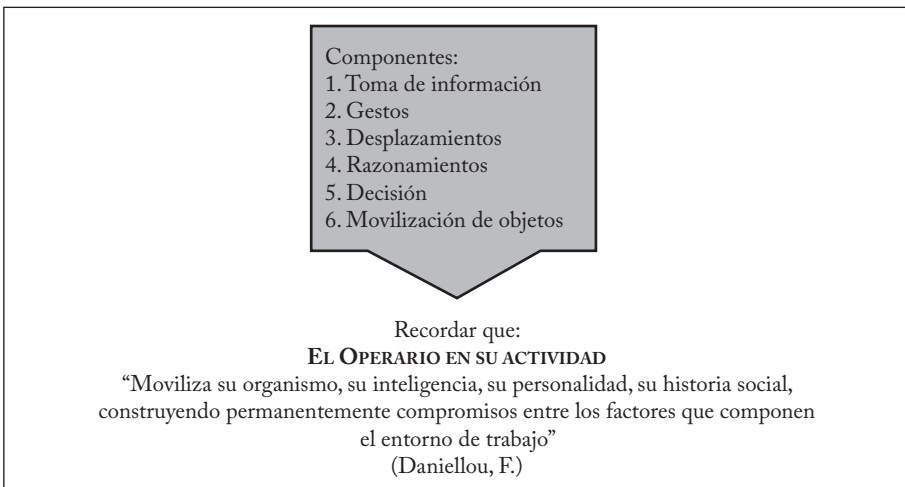 Componentes:
1. Toma de información
2. Gestos
3. Desplazamientos
4. Razonamientos
5. Decisión
6. Movilización de objetos
Recordar que:
EL OPERARIO EN SU ACTIVIDAD
“Moviliza su organismo, su inteligencia, su personalidad, su historia social,
construyendo permanentemente compromisos entre los factores que componen
el entorno de trabajo”
(Daniellou, F.)